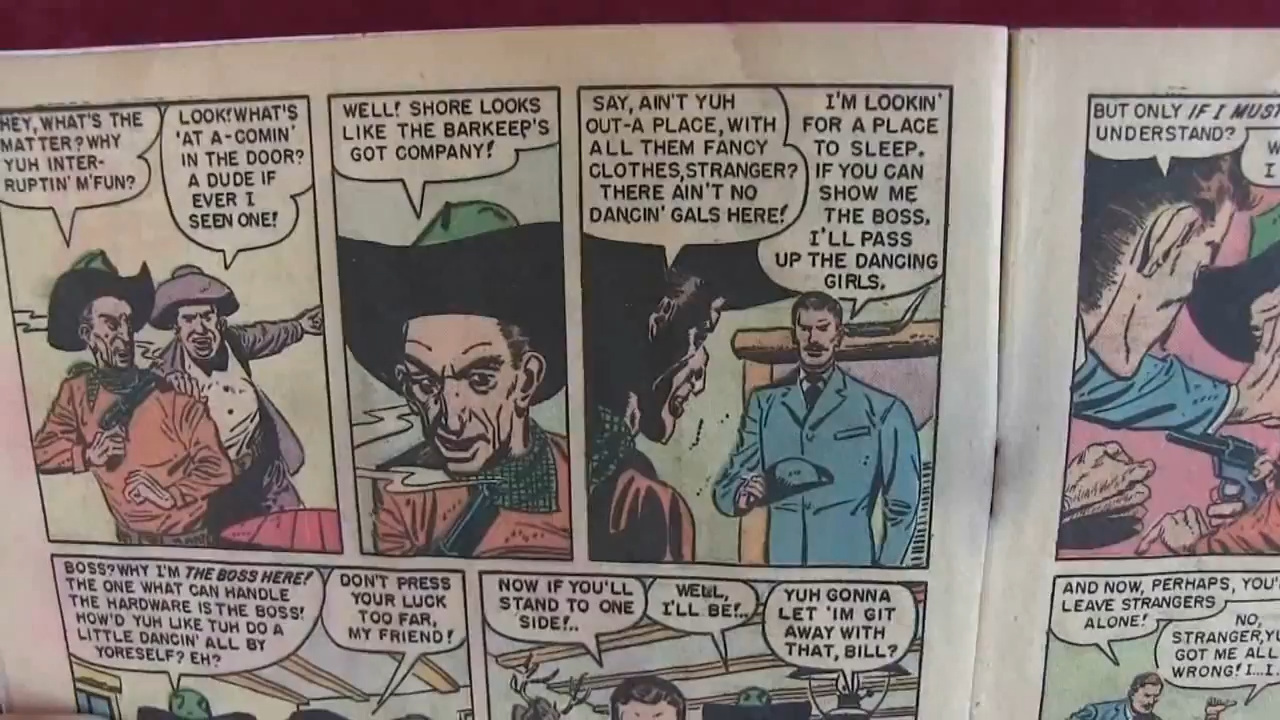 HEY, WHAT'S THE
MATTER? WHY
YUH INTER-
RUPTIN' M'FUN?
LOOK! WHAT'S
'AT A-COMIN'
IN THE DOOR?
A DUDE IF
EVER I
SEEN ONE!
WELL! SHORE LOOKS
LIKE THE BARKEEP'S
GOT COMPANY!
SAY, AIN'T YUH
OUT-A PLACE, WITH
ALL THEM FANCY
CLOTHES, STRANGER?
THERE AIN'T NO
DANCIN' GALS HERE!
I'M LOOKIN'
FOR A PLACE
TO SLEEP.
IF YOU CAN
SHOW ME
THE BOSS,
I'LL PASS
UP THE DANCING
GIRLS.
BOSS? WHY I'M THE BOSS HERE!
THE ONE WHAT CAN HANDLE
THE HARDWARE IS THE BOSS!
HOW'D YUH LIKE TUH DO A
LITTLE DANCIN' ALL BY
YORESELF? EH?
DON'T PRESS
YOUR LUCK
TOO FAR,
MY FRIEND!
NOW IF YOU'LL
STAND TO ONE
SIDE!..
WELL,
I'LL BE!..
YUH GONNA
LET 'IM GIT
AWAY WITH
THAT, BILL?
BUT ONLY IF I MUST
UNDERSTAND?
W
I
AND NOW, PERHAPS, YOU'
LEAVE STRANGERS
ALONE!
NO,
STRANGER, Y
GOT ME ALL
WRONG! I...I